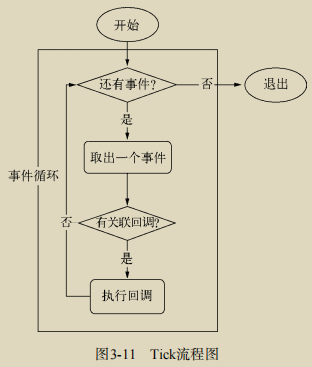 开始
还有事件?
否
退出
是
取出一个事件
事件循环
否
有关联回调?
是
执行回调
图3-11 Tick流程图